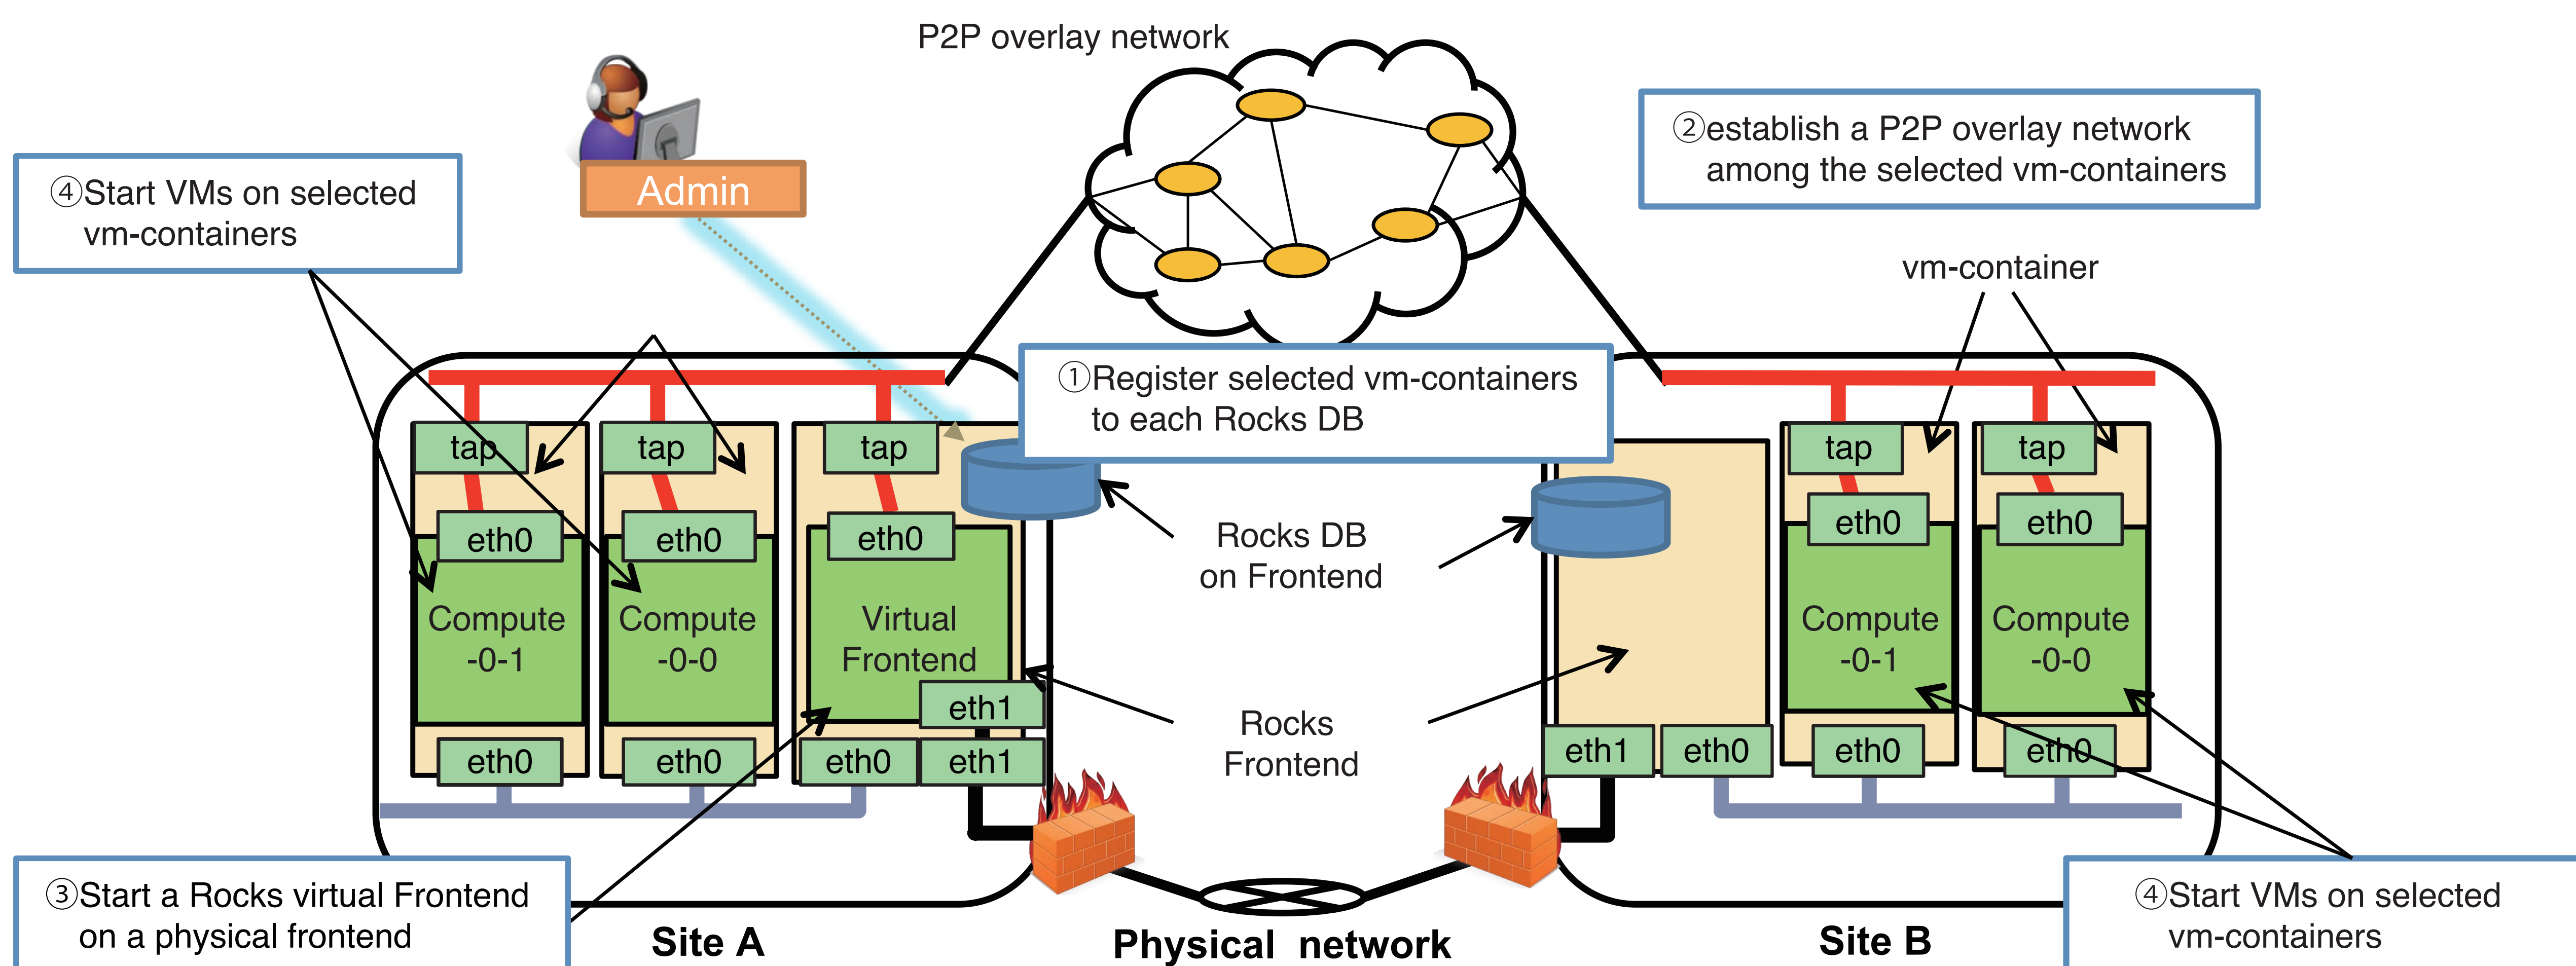 P2P overlay network
②establish a P2P overlay network
among the selected vm-containers
④Start VMs on selected
vm-containers
Admin
vm-container
①Register selected vm-containers
to each Rocks DB
tap
tap
tap
tap
tap
eth0
eth0
eth0
eth0
eth0
Rocks DB
on Frontend
Compute
-0-1
Compute
-0-0
Virtual
Frontend
Compute
-0-1
Compute
-0-0
eth1
Rocks
Frontend
eth0
eth0
eth0
eth1
eth1
eth0
eth0
eth0
③Start a Rocks virtual Frontend
on a physical frontend
④Start VMs on selected
vm-containers
Site A
Physical network
Site B